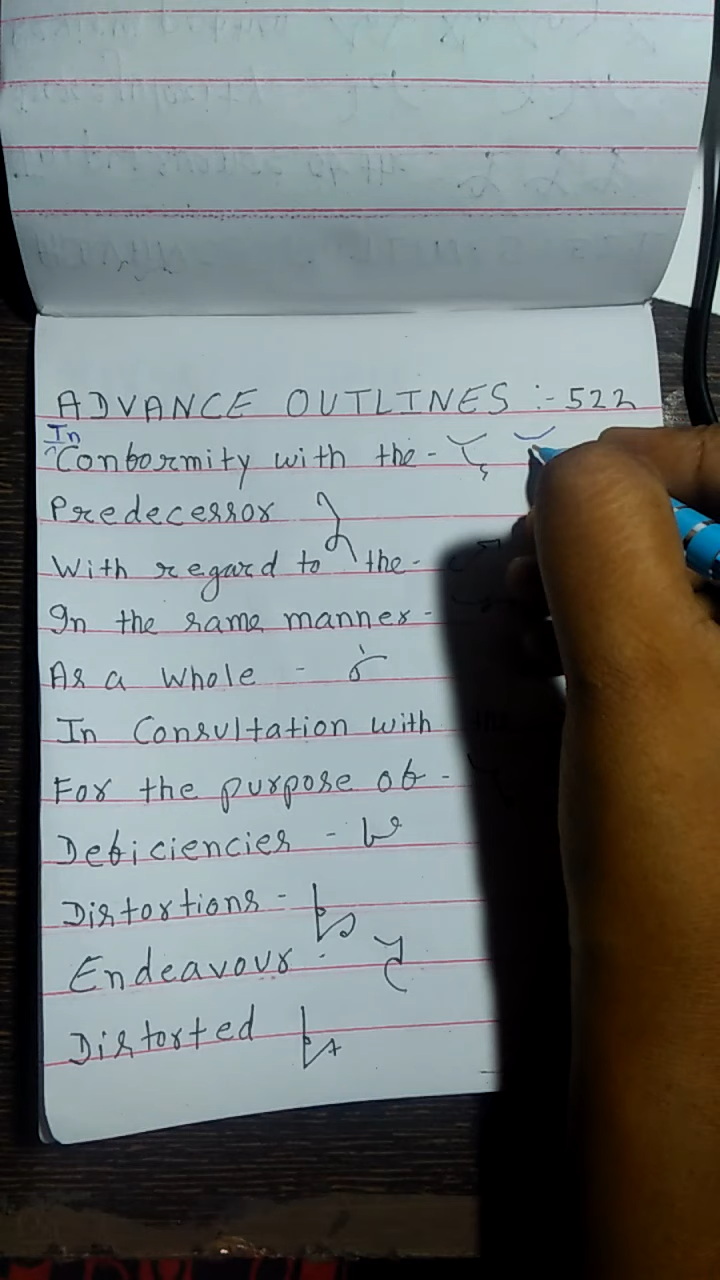 ADVANCE OUTLINES :- 522
In
^Conformity with the -
Predecessor
With regard to the -
In the same manner -
As a whole -
In Consultation with the
For the purpose of -
Deficiencies -
Distortions -
Endeavour -
Distorted